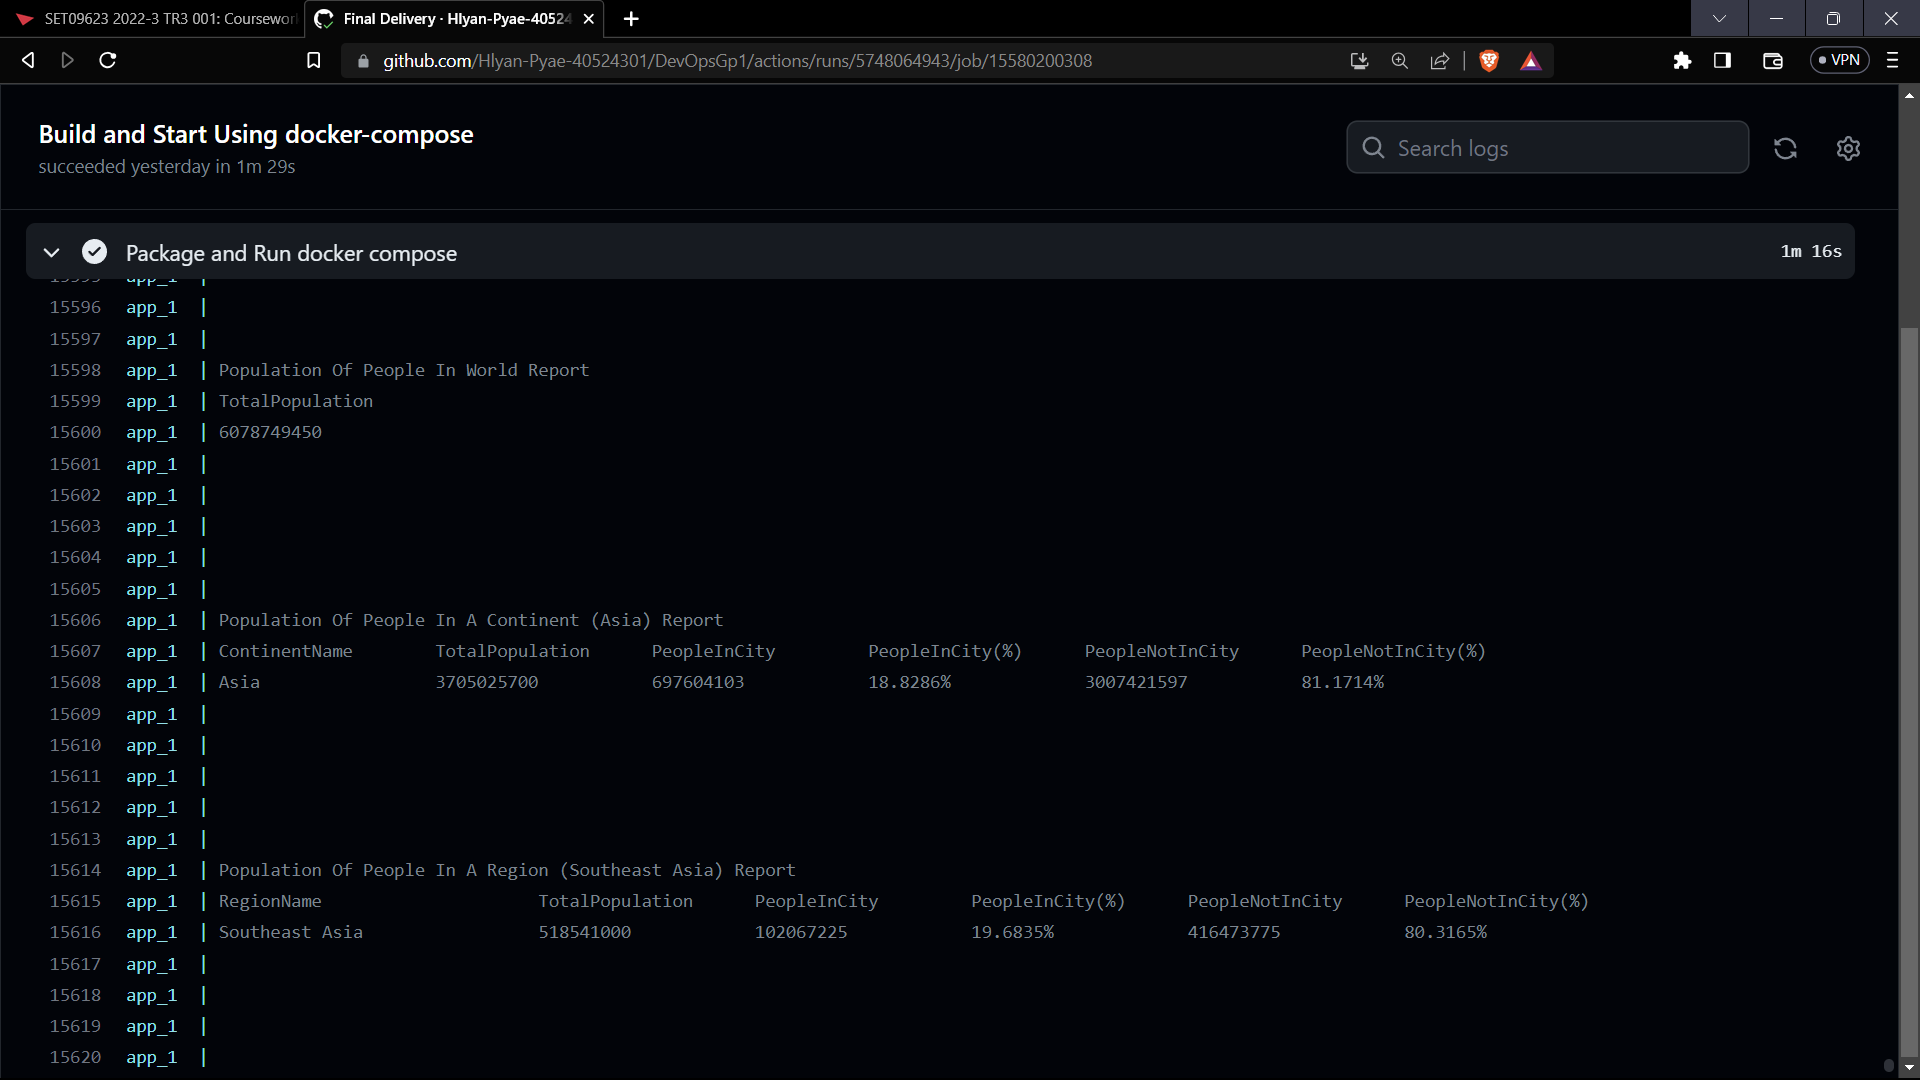 SET09623 2022-3 TR3 001: Coursewor
Final Delivery · Hlyan-Pyae-40524
github.com/Hlyan-Pyae-40524301/DevOpsGp1/actions/runs/5748064943/job/15580200308
VPN
Build and Start Using docker-compose
succeeded yesterday in 1m 29s
Search logs
Package and Run docker compose
1m 16s
15595 app_1 |
15596 app_1 |
15597 app_1 |
15598 app_1 | Population Of People In World Report
15599 app_1 | TotalPopulation
15600 app_1 | 6078749450
15601 app_1 |
15602 app_1 |
15603 app_1 |
15604 app_1 |
15605 app_1 |
15606 app_1 | Population Of People In A Continent (Asia) Report
15607 app_1 | ContinentName TotalPopulation PeopleInCity PeopleInCity(%) PeopleNotInCity PeopleNotInCity(%)
15608 app_1 | Asia 3705025700 697604103 18.8286% 3007421597 81.1714%
15609 app_1 |
15610 app_1 |
15611 app_1 |
15612 app_1 |
15613 app_1 |
15614 app_1 | Population Of People In A Region (Southeast Asia) Report
15615 app_1 | RegionName TotalPopulation PeopleInCity PeopleInCity(%) PeopleNotInCity PeopleNotInCity(%)
15616 app_1 | Southeast Asia 518541000 102067225 19.6835% 416473775 80.3165%
15617 app_1 |
15618 app_1 |
15619 app_1 |
15620 app_1 |